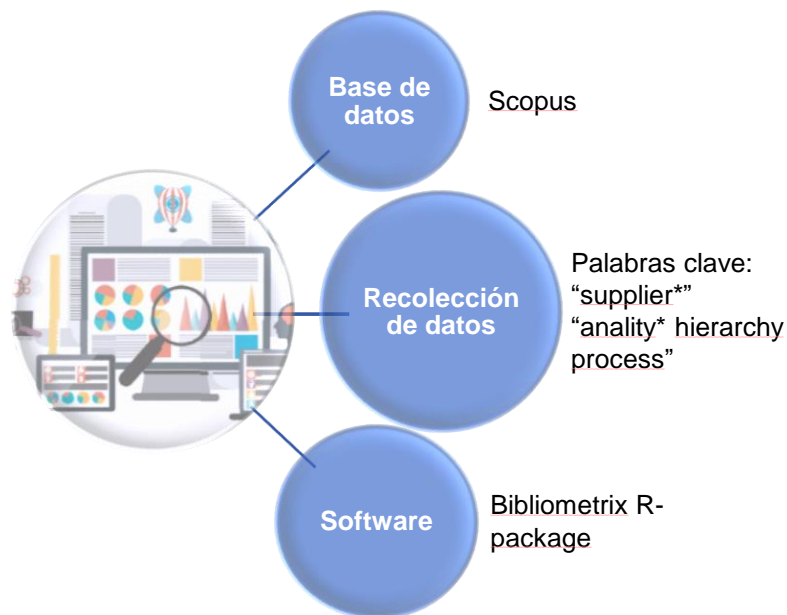 Base de
datos
Scopus
Recolección
de datos
Palabras clave:
“supplier*”
“anality* hierarchy
process”
Software
Bibliometrix R-
package